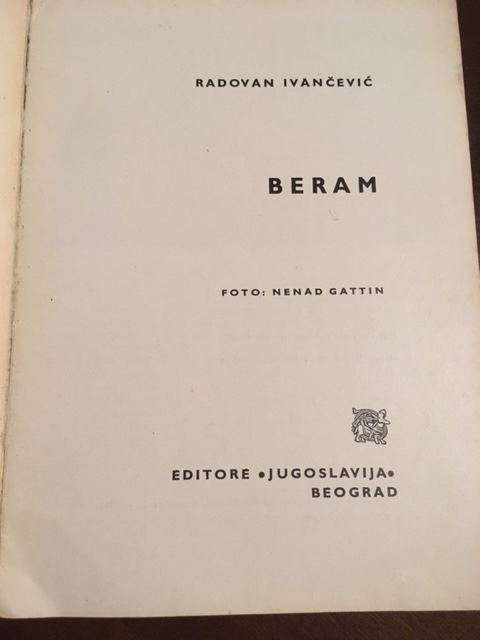 RADOVAN IVANČEVIĆ
BERAM
FOTO: NENAD GATTIN
EDITORE •JUGOSLAVIJA•
BEOGRAD